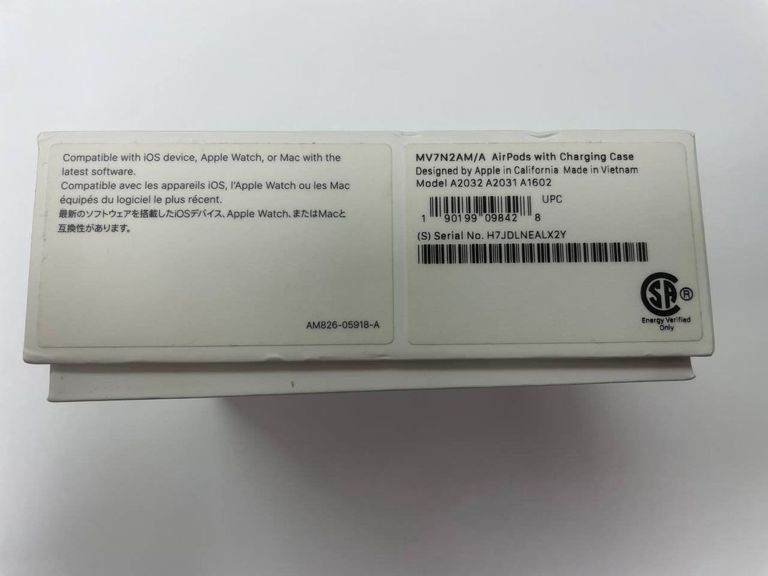 Compatible with iOS device, Apple Watch, or Mac with the
latest software.
Compatible avec les appareils iOS, l'Apple Watch ou les Mac
équipés du logiciel le plus récent.
最新のソフトウェアを搭載したiOSデバイス、Apple Watch、またはMacと
互換性があります。
AM826-05918-A
MV7N2AM/A AirPods with Charging Case
Designed by Apple in California Made in Vietnam
Model A2032 A2031 A1602
UPC
1 90199 09842 8
(S) Serial No. H7JDLNEALX2Y
SA ®
Energy Verified
Only